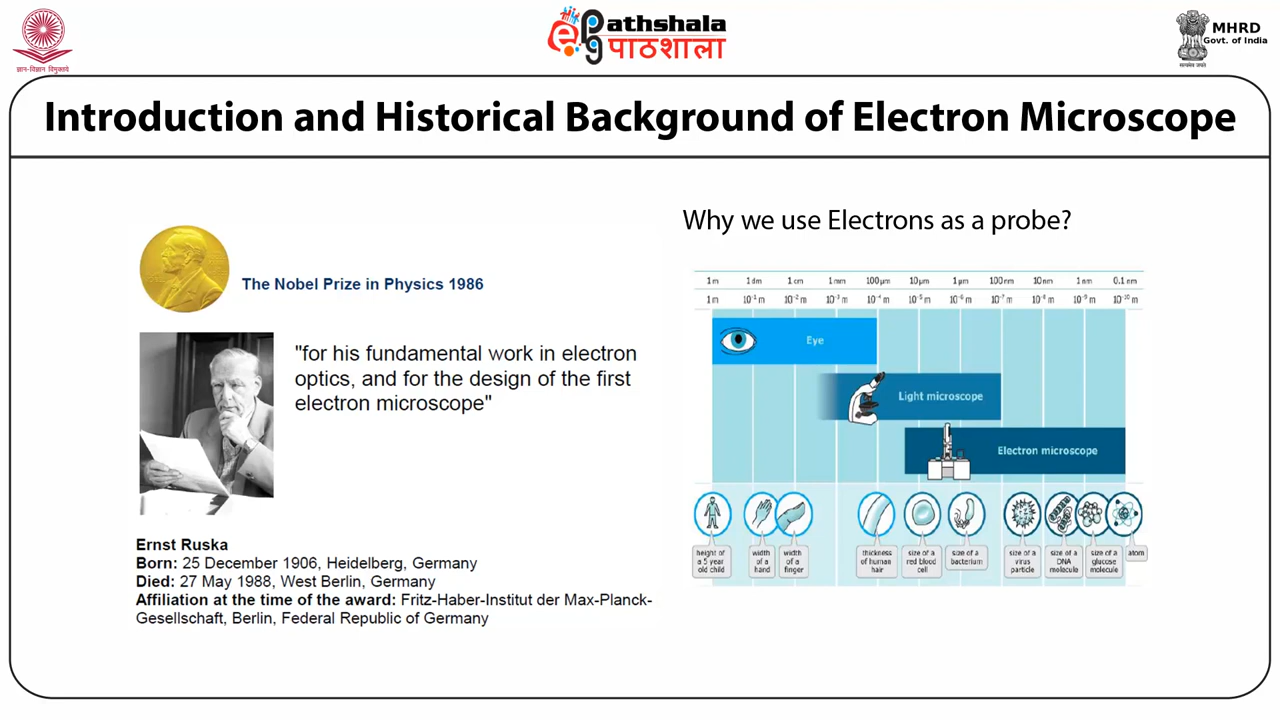 ज्ञान-विज्ञान विमुक्तये
ePathshala
पाठशाला
MHRD
Govt. of India
सत्यमेव जयते
Introduction and Historical Background of Electron Microscope
The Nobel Prize in Physics 1986
"for his fundamental work in electron
optics, and for the design of the first
electron microscope"
Ernst Ruska
Born: 25 December 1906, Heidelberg, Germany
Died: 27 May 1988, West Berlin, Germany
Affiliation at the time of the award: Fritz-Haber-Institut der Max-Planck-
Gesellschaft, Berlin, Federal Republic of Germany
Why we use Electrons as a probe?
1 m 1 dm 1 cm 1 mm 100 µm 10 µm 1 µm 100 nm 10 nm 1 nm 0.1 nm
1 m 10⁻¹ m 10⁻² m 10⁻³ m 10⁻⁴ m 10⁻⁵ m 10⁻⁶ m 10⁻⁷ m 10⁻⁸ m 10⁻⁹ m 10⁻¹⁰ m
Eye
Light microscope
Electron microscope
height of
a 5 year
old child
width
of a
hand
width
of a
finger
thickness
of human
hair
size of a
red blood
cell
size of a
bacterium
size of a
virus
particle
size of a
DNA
molecule
size of a
glucose
molecule
atom